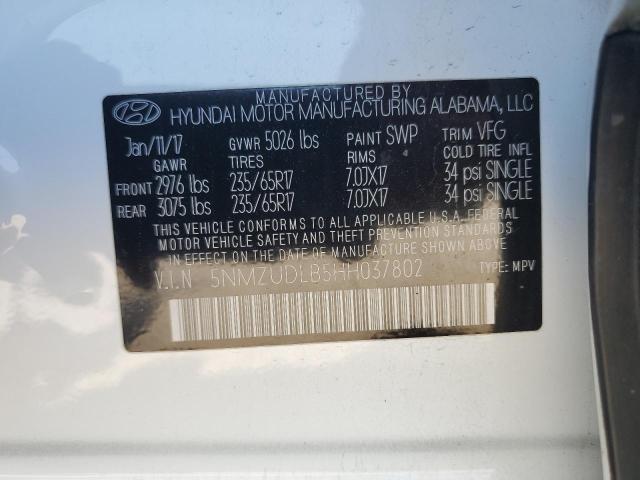 MANUFACTURED BY
HYUNDAI MOTOR MANUFACTURING ALABAMA, LLC
Jan/11/17 GVWR 5026 lbs PAINT SWP TRIM VFG
GAWR TIRES RIMS COLD TIRE INFL
FRONT 2976 lbs 235/65R17 7.0JX17 34 psi SINGLE
REAR 3075 lbs 235/65R17 7.0JX17 34 psi SINGLE
THIS VEHICLE CONFORMS TO ALL APPLICABLE U.S.A. FEDERAL
MOTOR VEHICLE SAFETY AND THEFT PREVENTION STANDARDS
IN EFFECT ON THE DATE OF MANUFACTURE SHOWN ABOVE.
V.I.N 5NMZUDLB5HH037802 TYPE: MPV